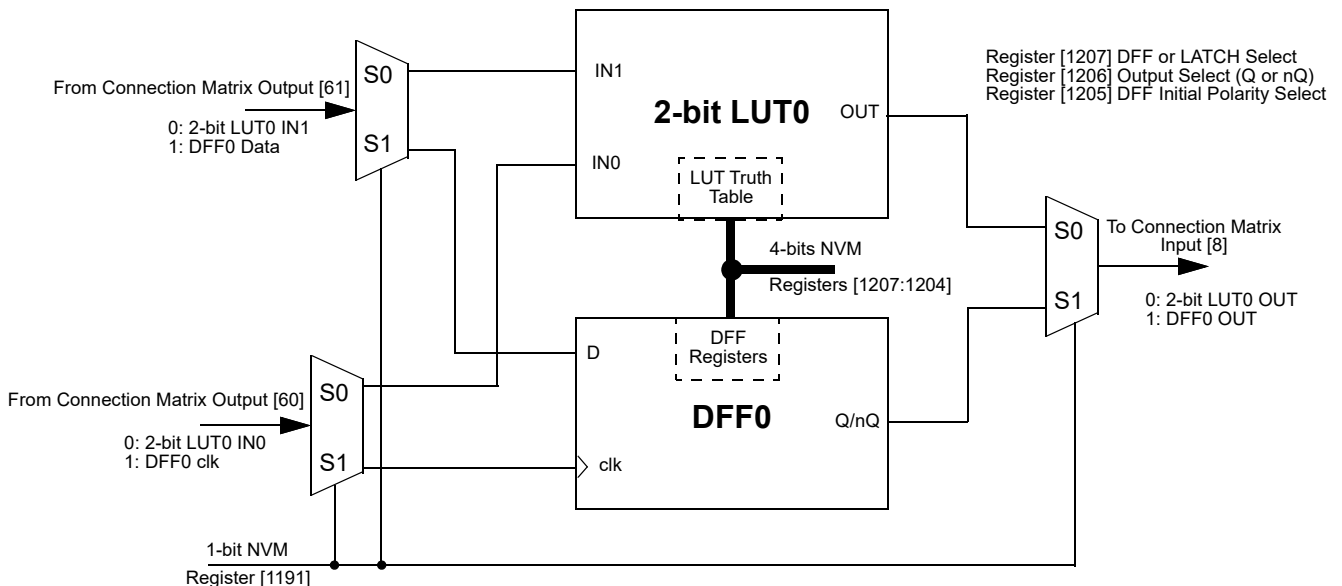 Register [1207] DFF or LATCH Select
Register [1206] Output Select (Q or nQ)
Register [1205] DFF Initial Polarity Select
From Connection Matrix Output [61]
0: 2-bit LUT0 IN1
1: DFF0 Data
S0
S1
IN1
IN0
2-bit LUT0
OUT
LUT Truth
Table
4-bits NVM
Registers [1207:1204]
S0
S1
To Connection Matrix
Input [8]
0: 2-bit LUT0 OUT
1: DFF0 OUT
From Connection Matrix Output [60]
0: 2-bit LUT0 IN0
1: DFF0 clk
S0
S1
D
clk
DFF
Registers
DFF0
Q/nQ
1-bit NVM
Register [1191]